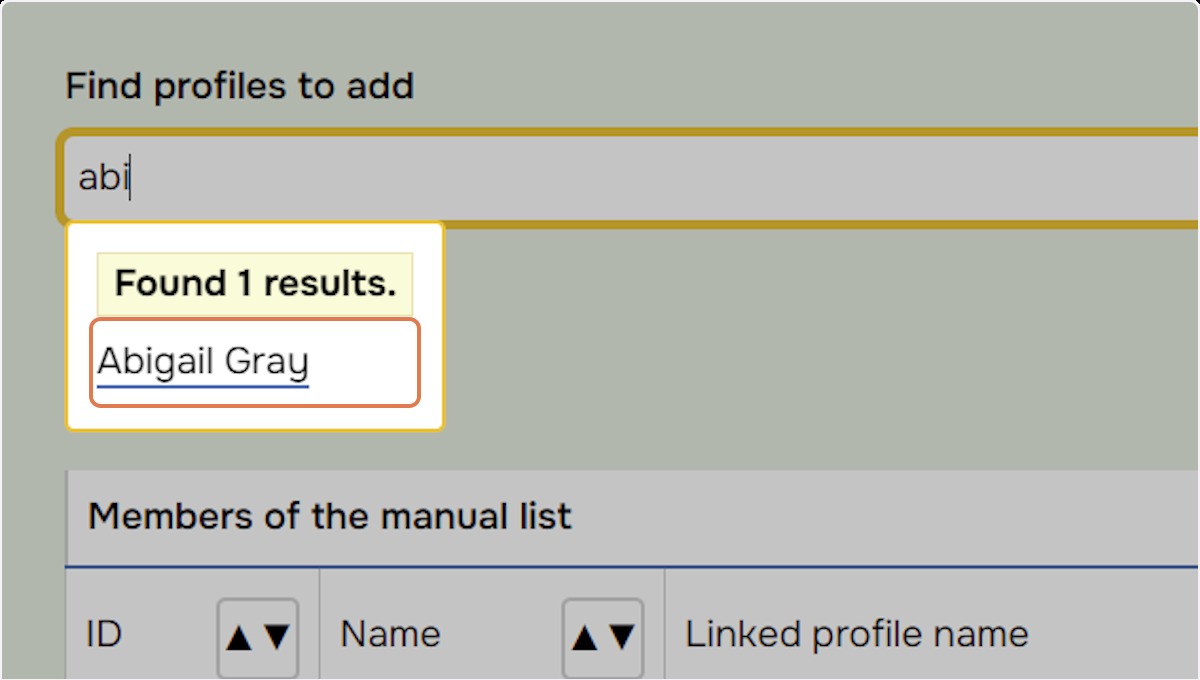 Find profiles to add
abi
Found 1 results.
Abigail Gray
Members of the manual list
ID ▲▼ Name ▲▼ Linked profile name